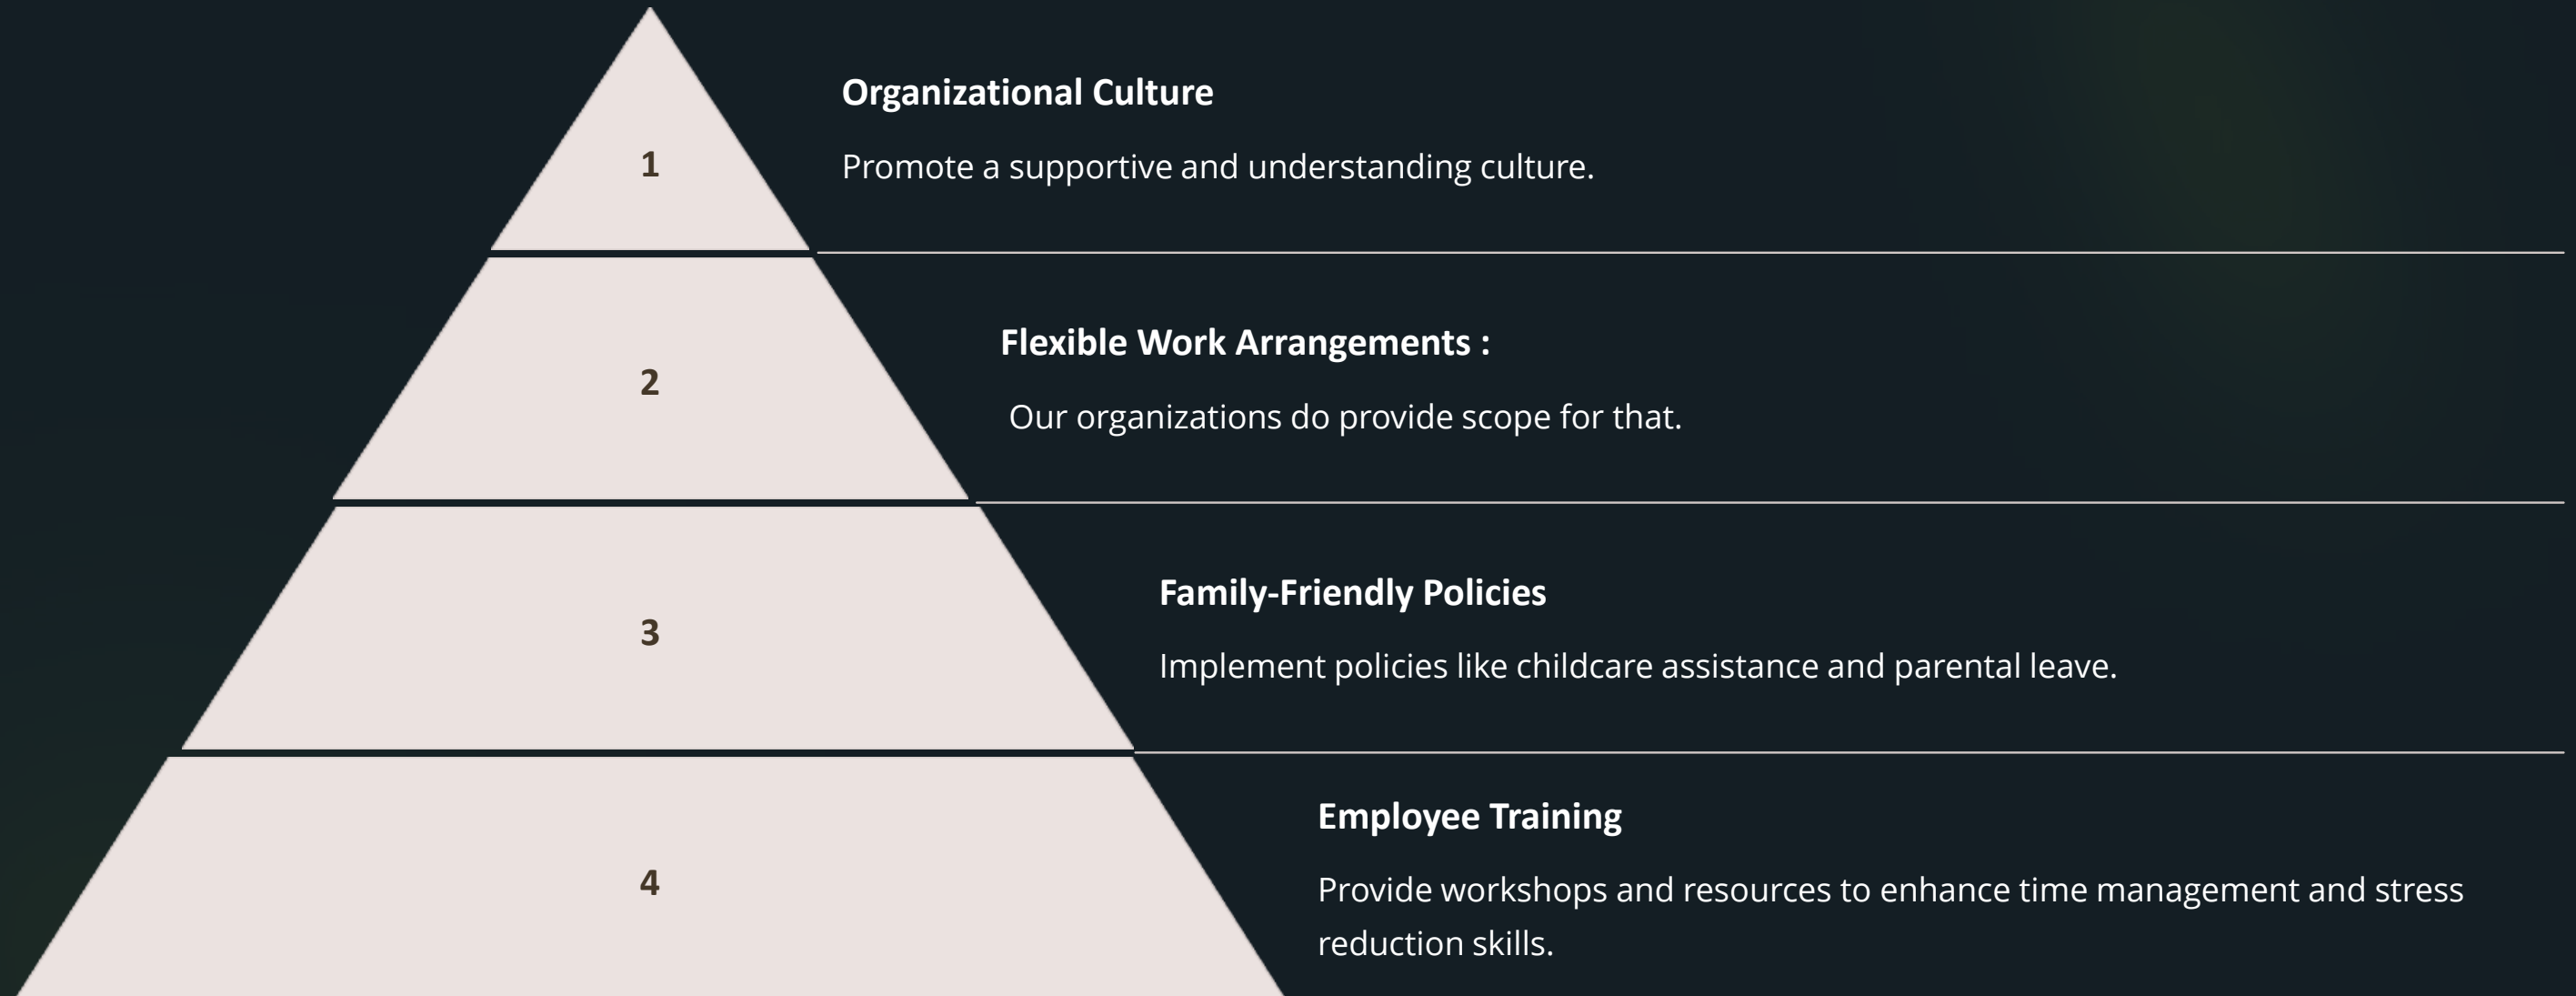 1
Organizational Culture
Promote a supportive and understanding culture.
2
Flexible Work Arrangements :
Our organizations do provide scope for that.
3
Family-Friendly Policies
Implement policies like childcare assistance and parental leave.
4
Employee Training
Provide workshops and resources to enhance time management and stress
reduction skills.